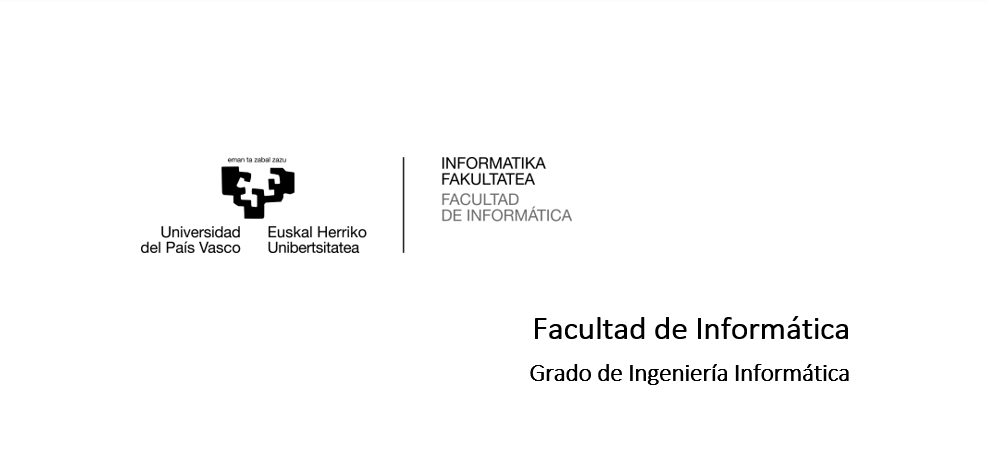 eman ta zabal zazu
Universidad
del País Vasco
Euskal Herriko
Unibertsitatea
INFORMATIKA
FAKULTATEA
FACULTAD
DE INFORMÁTICA
Facultad de Informática
Grado de Ingeniería Informática